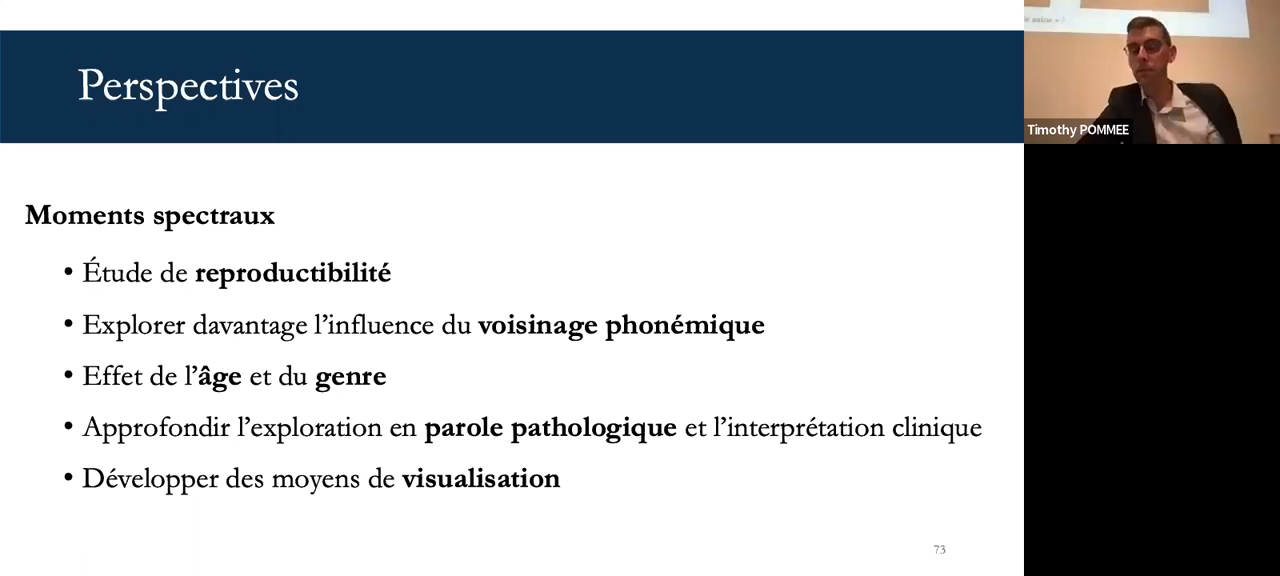 Perspectives
Moments spectraux
• Étude de reproductibilité
• Explorer davantage l’influence du voisinage phonémique
• Effet de l’âge et du genre
• Approfondir l’exploration en parole pathologique et l’interprétation clinique
• Développer des moyens de visualisation
73
Timothy POMMEE